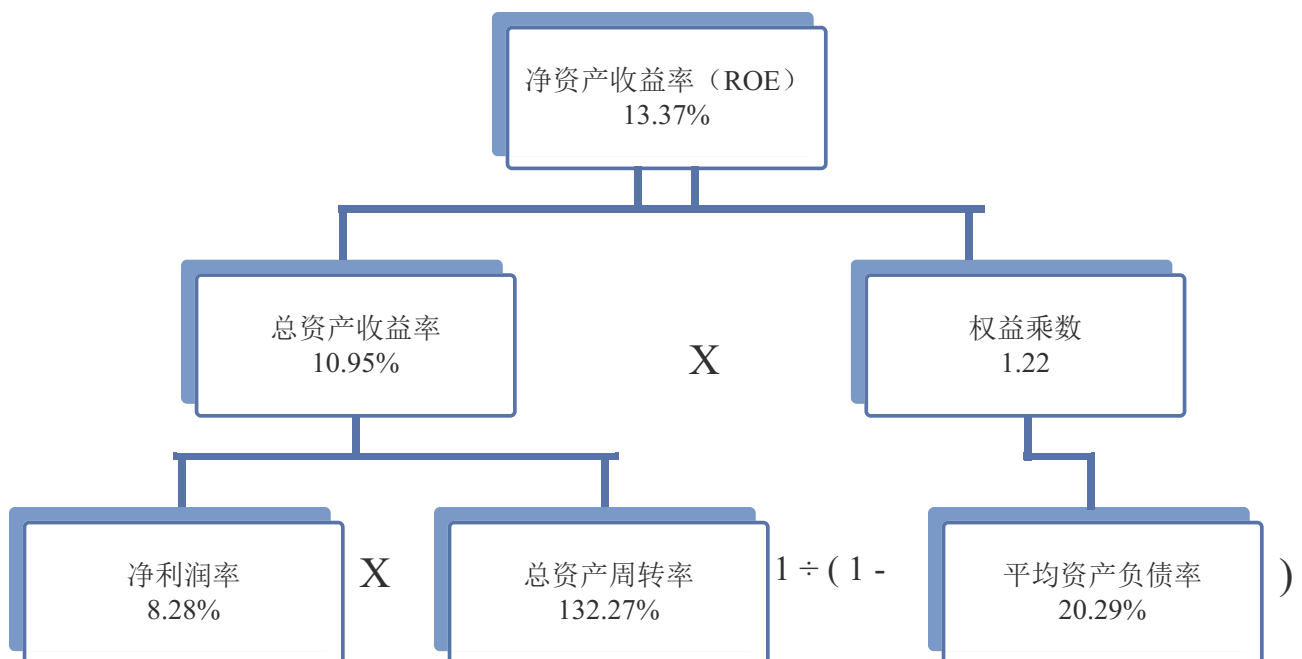 净资产收益率（ROE）
13.37%
总资产收益率
10.95%
X
权益乘数
1.22
净利润率
8.28%
X
总资产周转率
132.27%
1 ÷ ( 1 -
平均资产负债率
20.29%
)